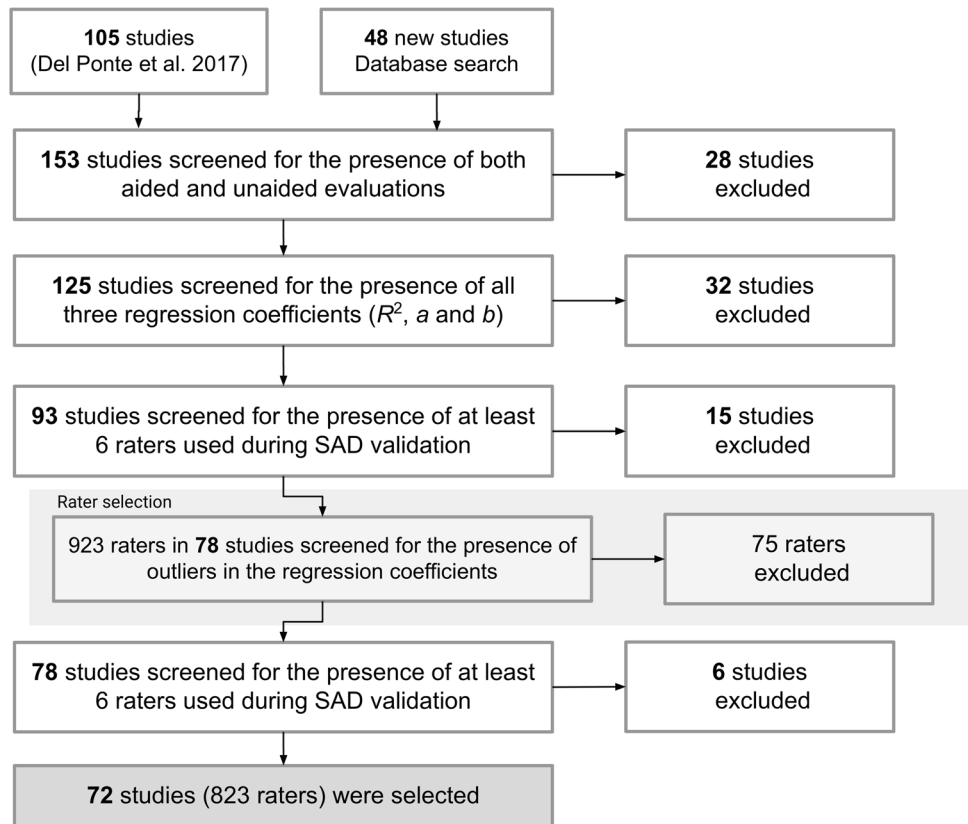 105 studies
(Del Ponte et al. 2017)
48 new studies
Database search
153 studies screened for the presence of both
aided and unaided evaluations
28 studies
excluded
125 studies screened for the presence of all
three regression coefficients (R², a and b)
32 studies
excluded
93 studies screened for the presence of at least
6 raters used during SAD validation
15 studies
excluded
Rater selection
923 raters in 78 studies screened for the presence of
outliers in the regression coefficients
75 raters
excluded
78 studies screened for the presence of at least
6 raters used during SAD validation
6 studies
excluded
72 studies (823 raters) were selected